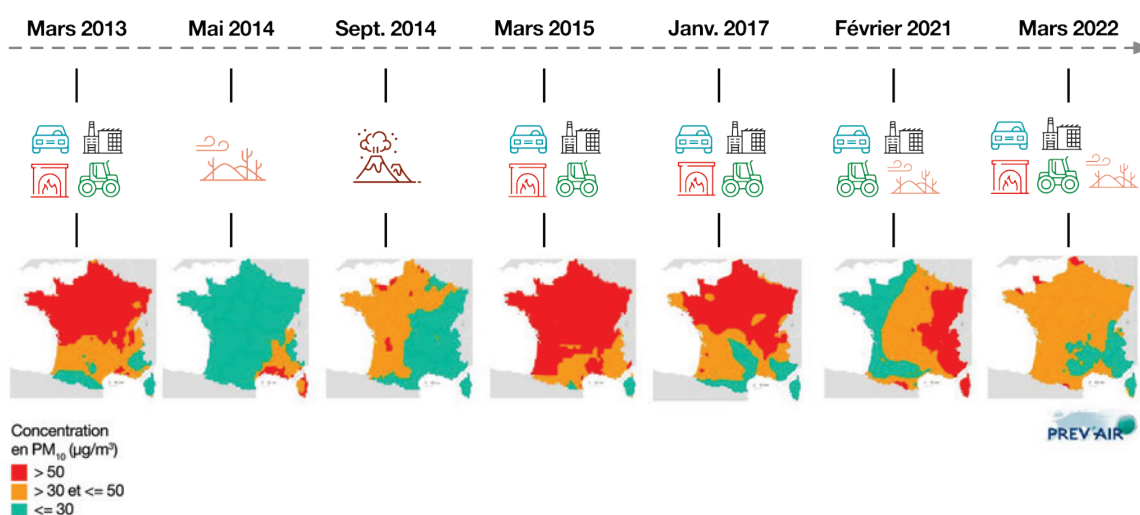 Mars 2013 Mai 2014 Sept. 2014 Mars 2015 Janv. 2017 Février 2021 Mars 2022
PREV'AIR
Concentration
en PM10 (µg/m³)
> 50
> 30 et <= 50
<= 30